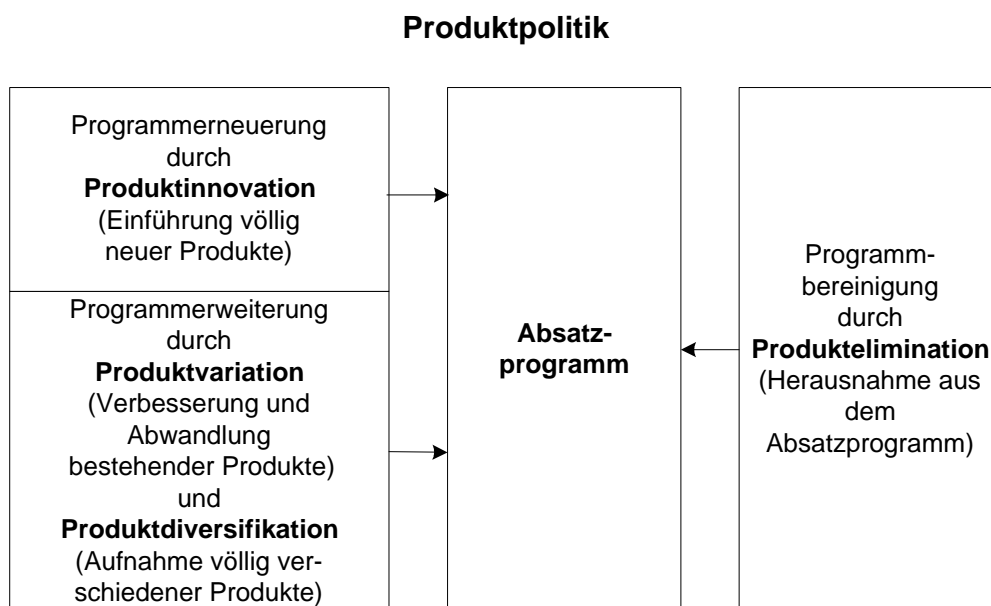 Produktpolitik
Programmerneuerung
durch
Produktinnovation
(Einführung völlig
neuer Produkte)
Programmerweiterung
durch
Produktvariation
(Verbesserung und
Abwandlung
bestehender Produkte)
und
Produktdiversifikation
(Aufnahme völlig ver-
schiedener Produkte)
Absatz-
programm
Programm-
bereinigung
durch
Produktelimination
(Herausnahme aus
dem
Absatzprogramm)